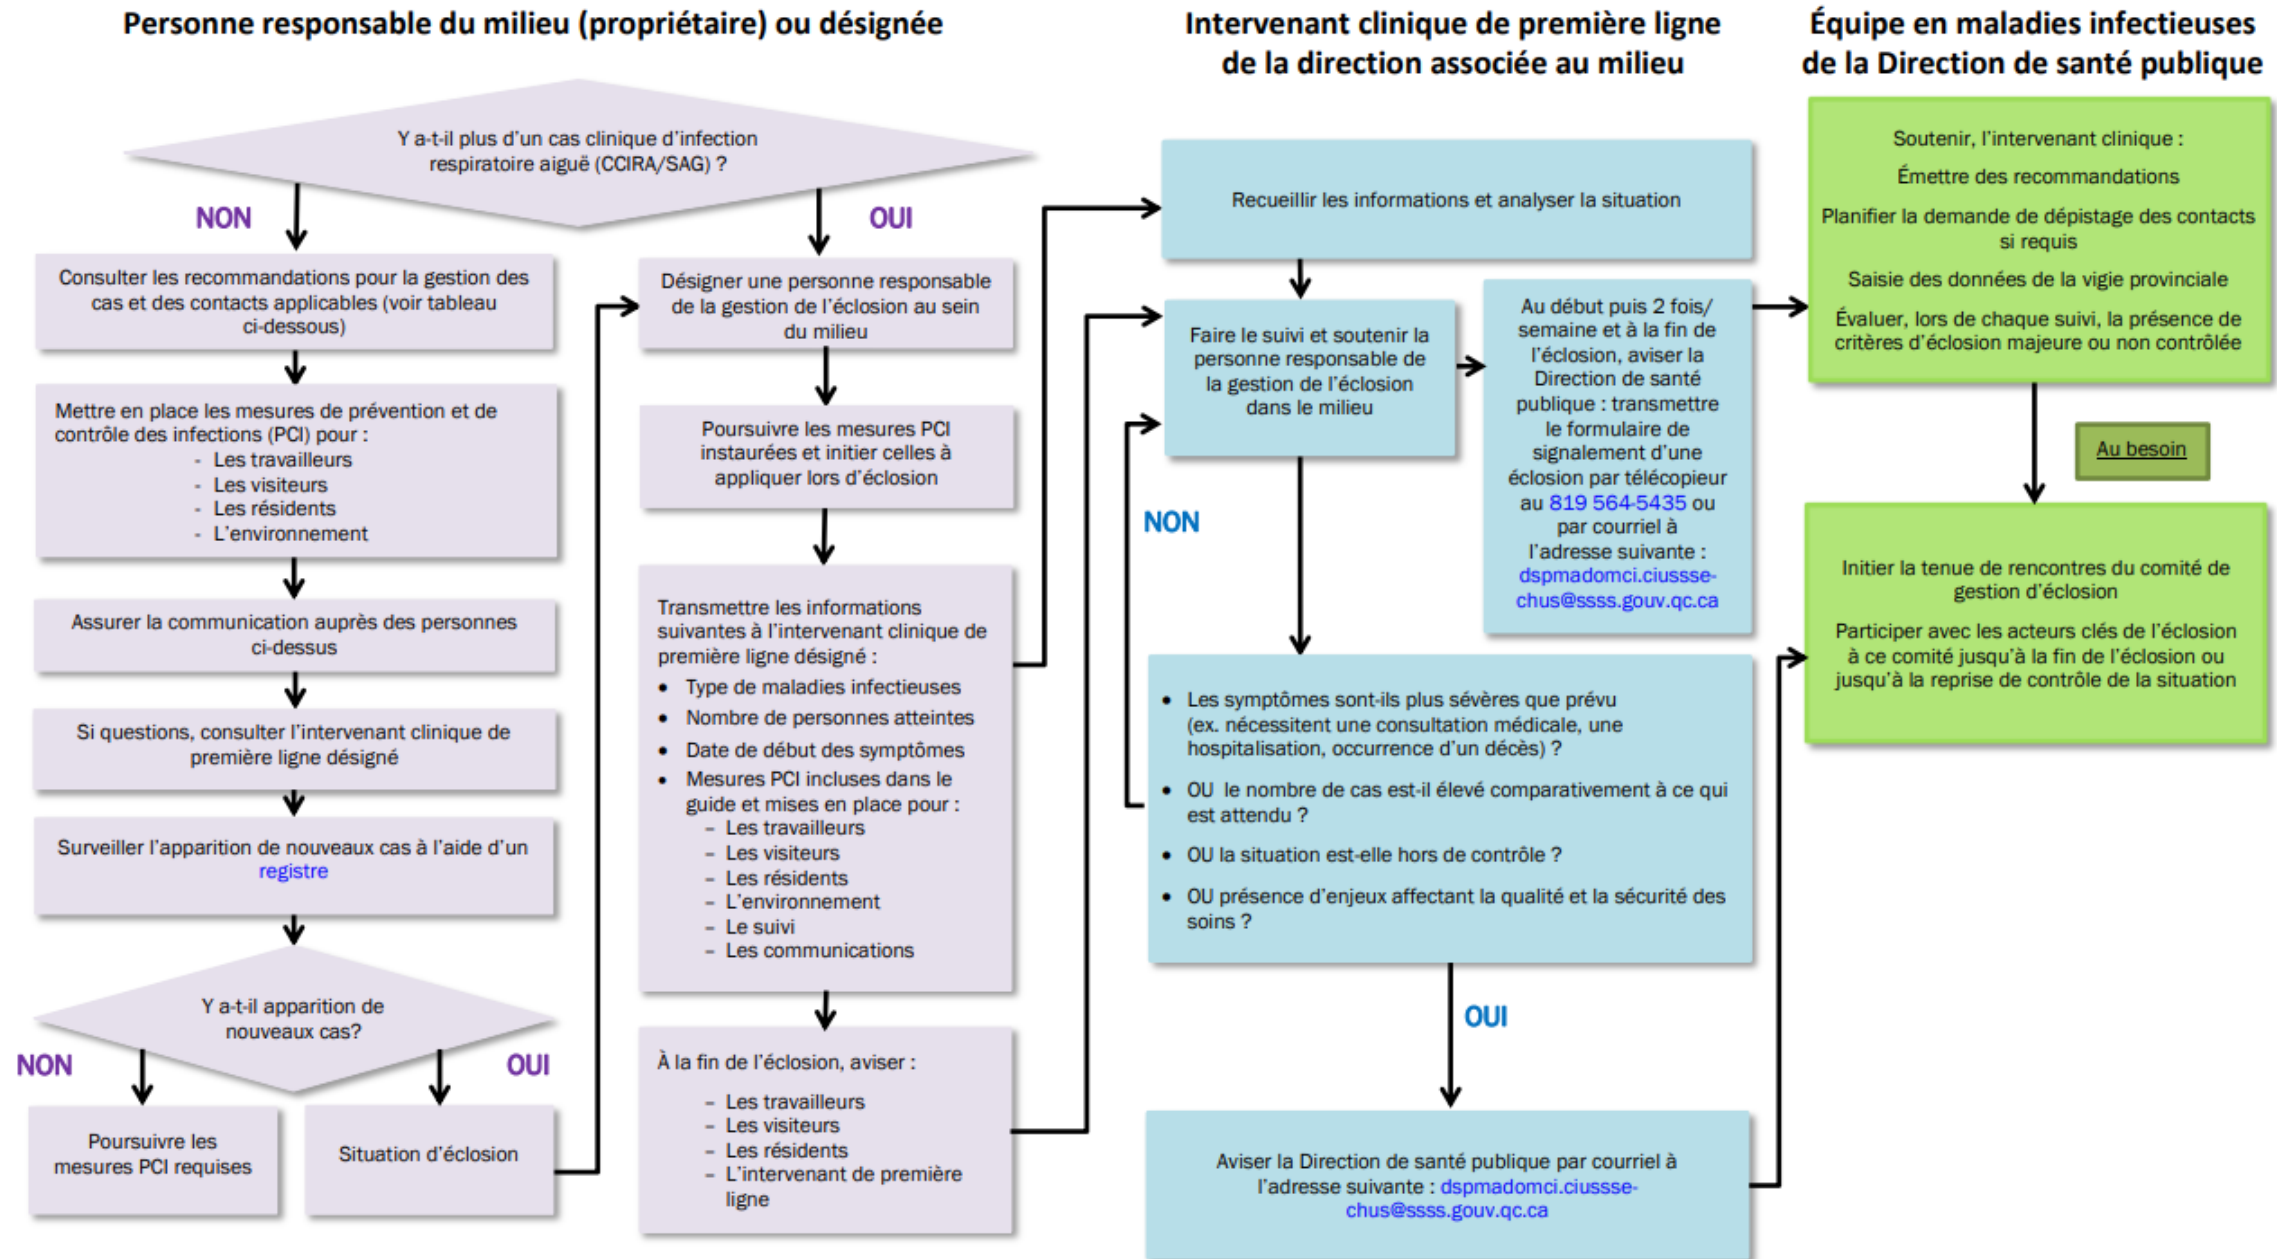 Personne responsable du milieu (propriétaire) ou désignée
Y a-t-il plus d'un cas clinique d'infection
respiratoire aiguë (CCIRA/SAG) ?
NON
OUI
Consulter les recommandations pour la gestion des
cas et des contacts applicables (voir tableau
ci-dessous)
Mettre en place les mesures de prévention et de
contrôle des infections (PCI) pour :
- Les travailleurs
- Les visiteurs
- Les résidents
- L'environnement
Assurer la communication auprès des personnes
ci-dessus
Si questions, consulter l'intervenant clinique de
première ligne désigné
Surveiller l'apparition de nouveaux cas à l'aide d'un
registre
Y a-t-il apparition de
nouveaux cas?
NON
OUI
Poursuivre les
mesures PCI requises
Situation d'éclosion
Désigner une personne responsable
de la gestion de l'éclosion au sein
du milieu
Poursuivre les mesures PCI
instaurées et initier celles à
appliquer lors d'éclosion
Transmettre les informations
suivantes à l'intervenant clinique de
première ligne désigné :
• Type de maladies infectieuses
• Nombre de personnes atteintes
• Date de début des symptômes
• Mesures PCI incluses dans le
guide et mises en place pour :
– Les travailleurs
– Les visiteurs
– Les résidents
– L'environnement
– Le suivi
– Les communications
À la fin de l'éclosion, aviser :
– Les travailleurs
– Les visiteurs
– Les résidents
– L'intervenant de première
ligne
Intervenant clinique de première ligne
de la direction associée au milieu
Recueillir les informations et analyser la situation
Faire le suivi et soutenir la
personne responsable de
la gestion de l'éclosion
dans le milieu
Au début puis 2 fois/
semaine et à la fin de
l'éclosion, aviser la
Direction de santé
publique : transmettre
le formulaire de
signalement d'une
éclosion par télécopieur
au 819 564-5435 ou
par courriel à
l'adresse suivante :
dspmadomci.ciussse-
chus@ssss.gouv.qc.ca
NON
• Les symptômes sont-ils plus sévères que prévu
(ex. nécessitent une consultation médicale, une
hospitalisation, occurrence d'un décès) ?
• OU le nombre de cas est-il élevé comparativement à ce qui
est attendu ?
• OU la situation est-elle hors de contrôle ?
• OU présence d'enjeux affectant la qualité et la sécurité des
soins ?
OUI
Aviser la Direction de santé publique par courriel à
l'adresse suivante : dspmadomci.ciussse-
chus@ssss.gouv.qc.ca
Équipe en maladies infectieuses
de la Direction de santé publique
Soutenir, l'intervenant clinique :
Émettre des recommandations
Planifier la demande de dépistage des contacts
si requis
Saisie des données de la vigie provinciale
Évaluer, lors de chaque suivi, la présence de
critères d'éclosion majeure ou non contrôlée
Au besoin
Initier la tenue de rencontres du comité de
gestion d'éclosion
Participer avec les acteurs clés de l'éclosion
à ce comité jusqu'à la fin de l'éclosion ou
jusqu'à la reprise de contrôle de la situation